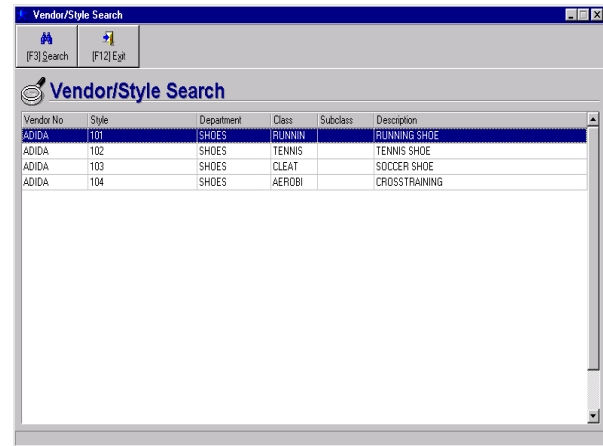 Vendor/Style Search
[F3] Search [F12] Exit
Vendor/Style Search
Vendor No Style Department Class Subclass Description
ADIDA 101 SHOES RUNNIN RUNNING SHOE
ADIDA 102 SHOES TENNIS TENNIS SHOE
ADIDA 103 SHOES CLEAT SOCCER SHOE
ADIDA 104 SHOES AEROBI CROSSTRAINING